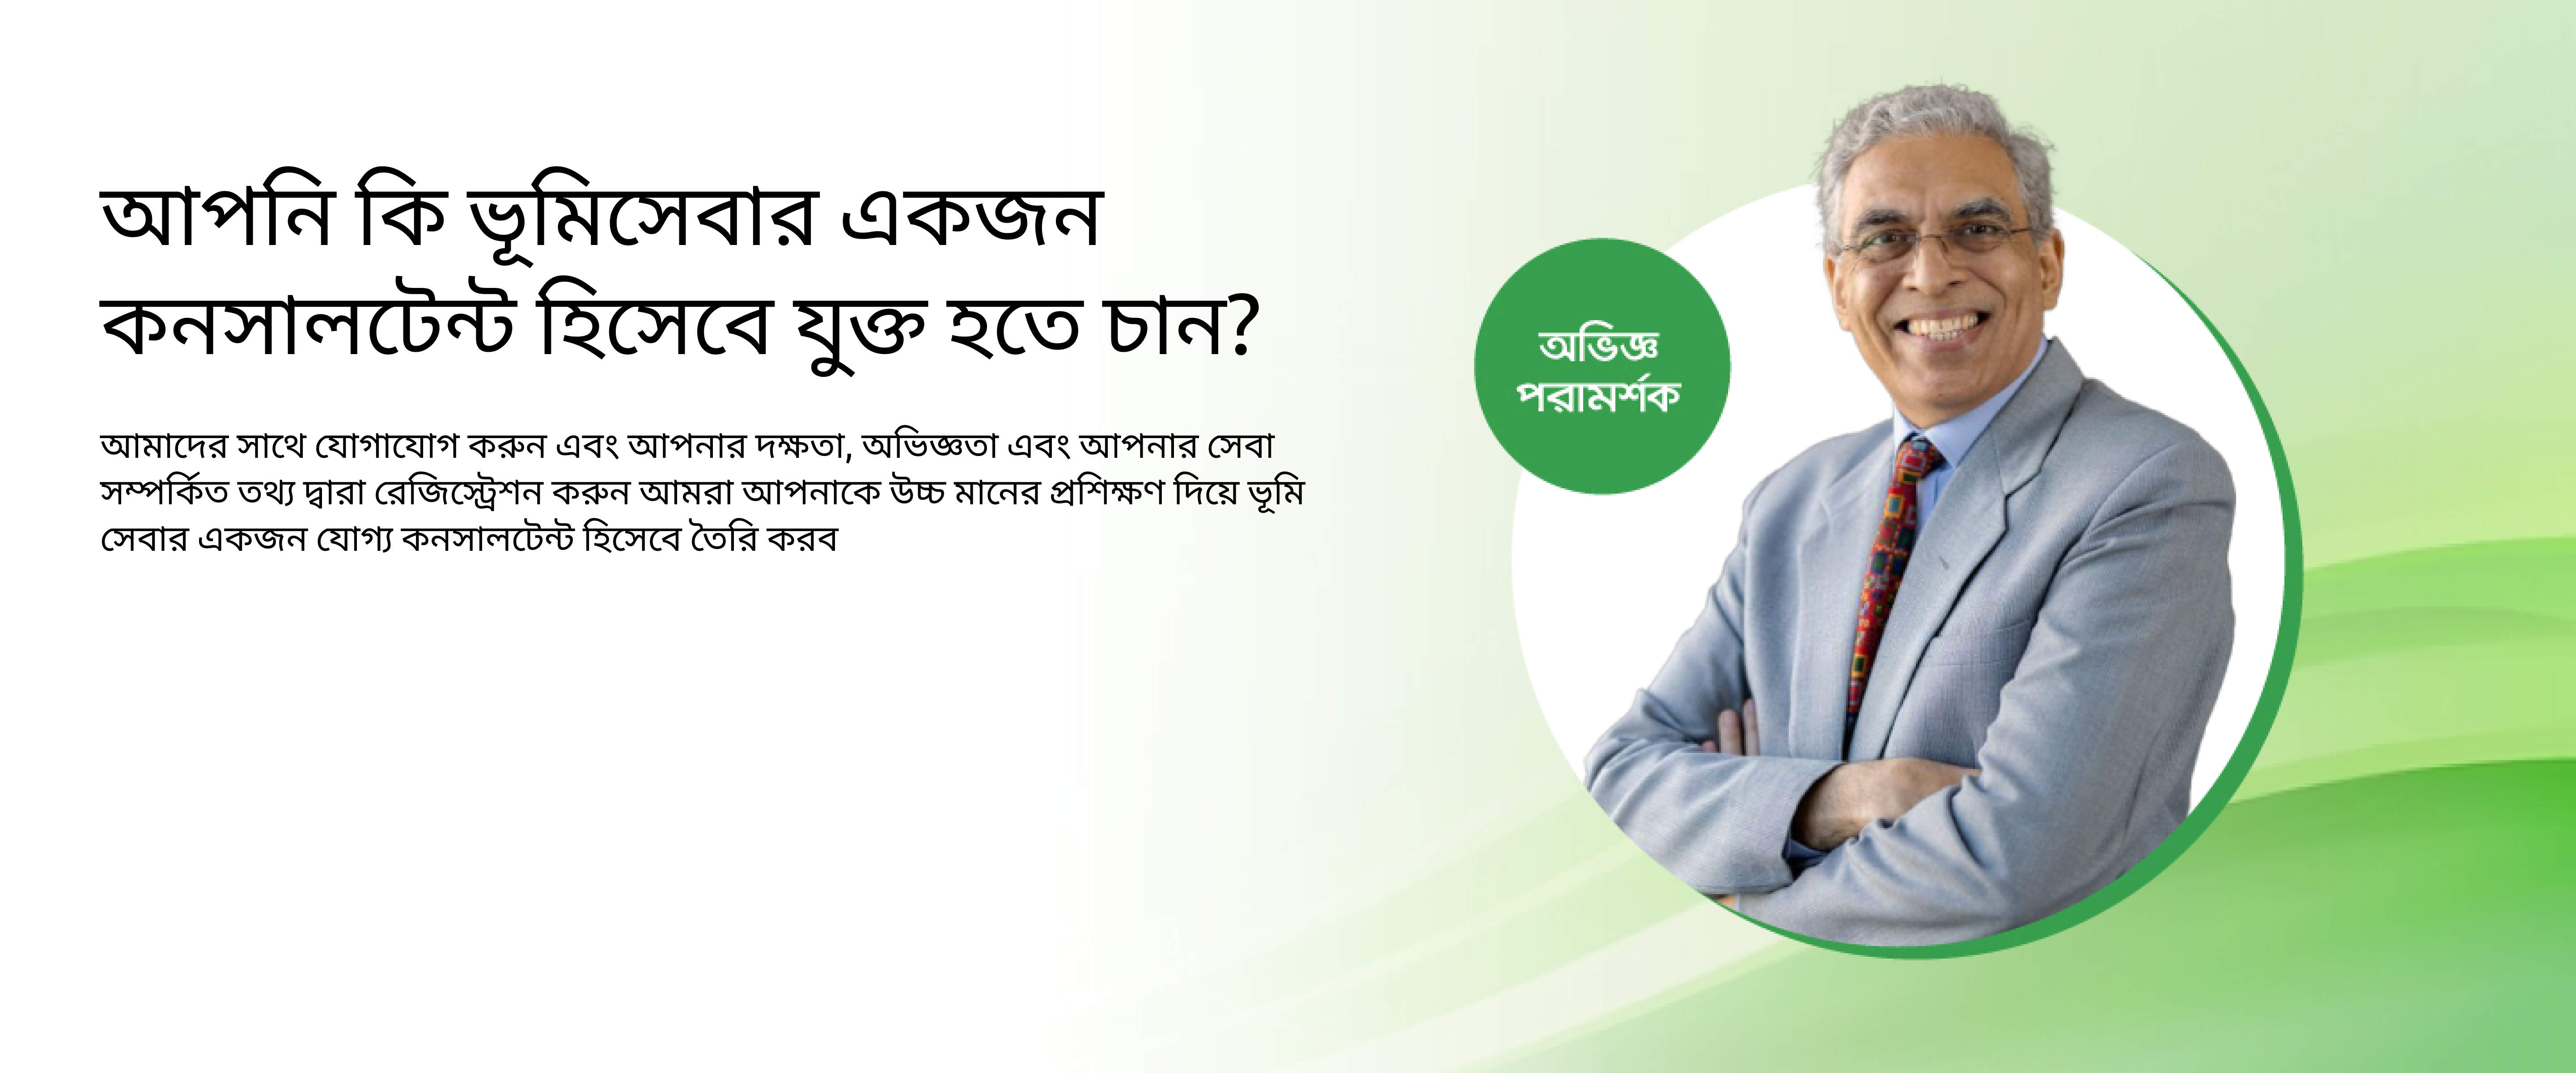 আপনি কি ভূমিসেবার একজন
কনসালটেন্ট হিসেবে যুক্ত হতে চান?
আমাদের সাথে যোগাযোগ করুন এবং আপনার দক্ষতা, অভিজ্ঞতা এবং আপনার সেবা
সম্পর্কিত তথ্য দ্বারা রেজিস্ট্রেশন করুন আমরা আপনাকে উচ্চ মানের প্রশিক্ষণ দিয়ে ভূমি
সেবার একজন যোগ্য কনসালটেন্ট হিসেবে তৈরি করব
অভিজ্ঞ
পরামর্শক